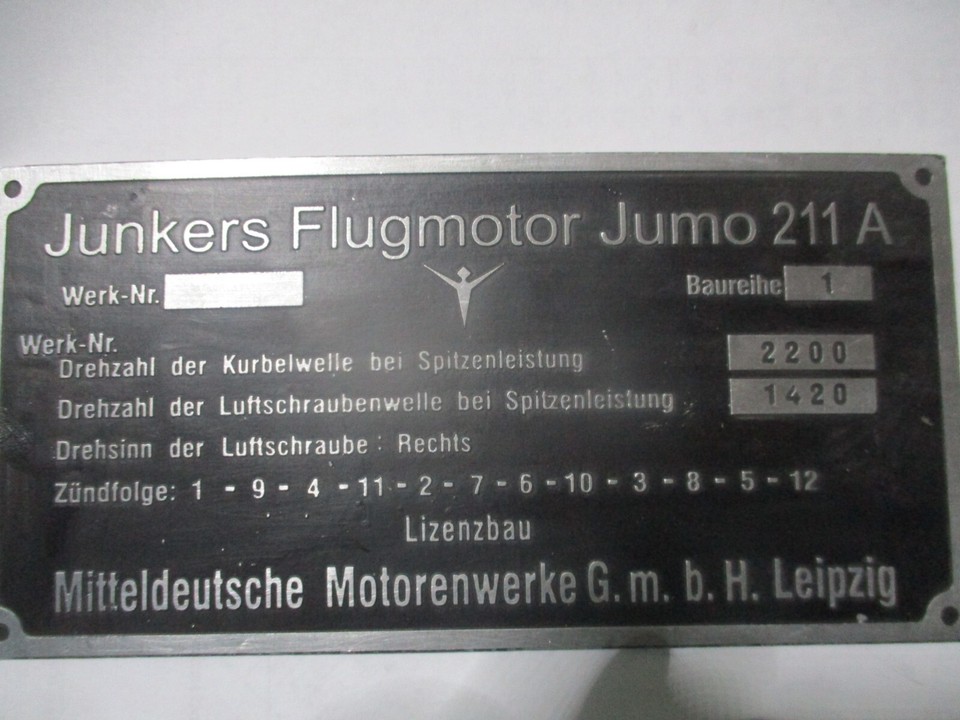 Junkers Flugmotor Jumo 211 A
Werk-Nr. Baureihe 1
Werk-Nr.
Drehzahl der Kurbelwelle bei Spitzenleistung 2200
Drehzahl der Luftschraubenwelle bei Spitzenleistung 1420
Drehsinn der Luftschraube: Rechts
Zündfolge: 1 - 9 - 4 - 11 - 2 - 7 - 6 - 10 - 3 - 8 - 5 - 12
Lizenzbau
Mitteldeutsche Motorenwerke G. m. b. H. Leipzig